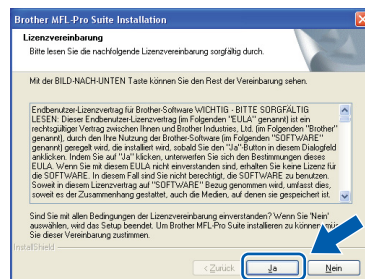 Brother MFL-Pro Suite Installation
Lizenzvereinbarung
Bitte lesen Sie die nachfolgende Lizenzvereinbarung sorgfältig durch.
Mit der BILD-NACH-UNTEN Taste können Sie den Rest der Vereinbarung sehen.
Endbenutzer-Lizenzvertrag für Brother-Software WICHTIG - BITTE SORGFÄLTIG
LESEN: Dieser Endbenutzer-Lizenzvertrag (im Folgenden "EULA" genannt) ist ein
rechtsgültiger Vertrag zwischen Ihnen und Brother Industries, Ltd. (im Folgenden "Brother"
genannt), durch den Ihre Nutzung der Brother-Software (im Folgenden "SOFTWARE"
genannt) geregelt wird, die installiert wird, sobald Sie den "Ja"-Button in diesem Dialogfeld
anklicken. Indem Sie auf "Ja" klicken, unterwerfen Sie sich den Bestimmungen dieses
EULA. Wenn Sie mit diesem EULA nicht einverstanden sind, erhalten Sie keine Lizenz für
die SOFTWARE. In diesem Fall sind Sie nicht berechtigt, die SOFTWARE zu benutzen.
Soweit in diesem Lizenzvertrag auf "SOFTWARE" Bezug genommen wird, umfasst dies,
soweit es der Zusammenhang gestattet, auch die Medien, auf denen sie gespeichert ist.
Sind Sie mit allen Bedingungen der Lizenzvereinbarung einverstanden? Wenn Sie 'Nein'
auswählen, wird das Setup beendet. Um Brother MFL-Pro Suite installieren zu können,
Sie dieser Vereinbarung zustimmen.
InstallShield
< Zurück Ja Nein